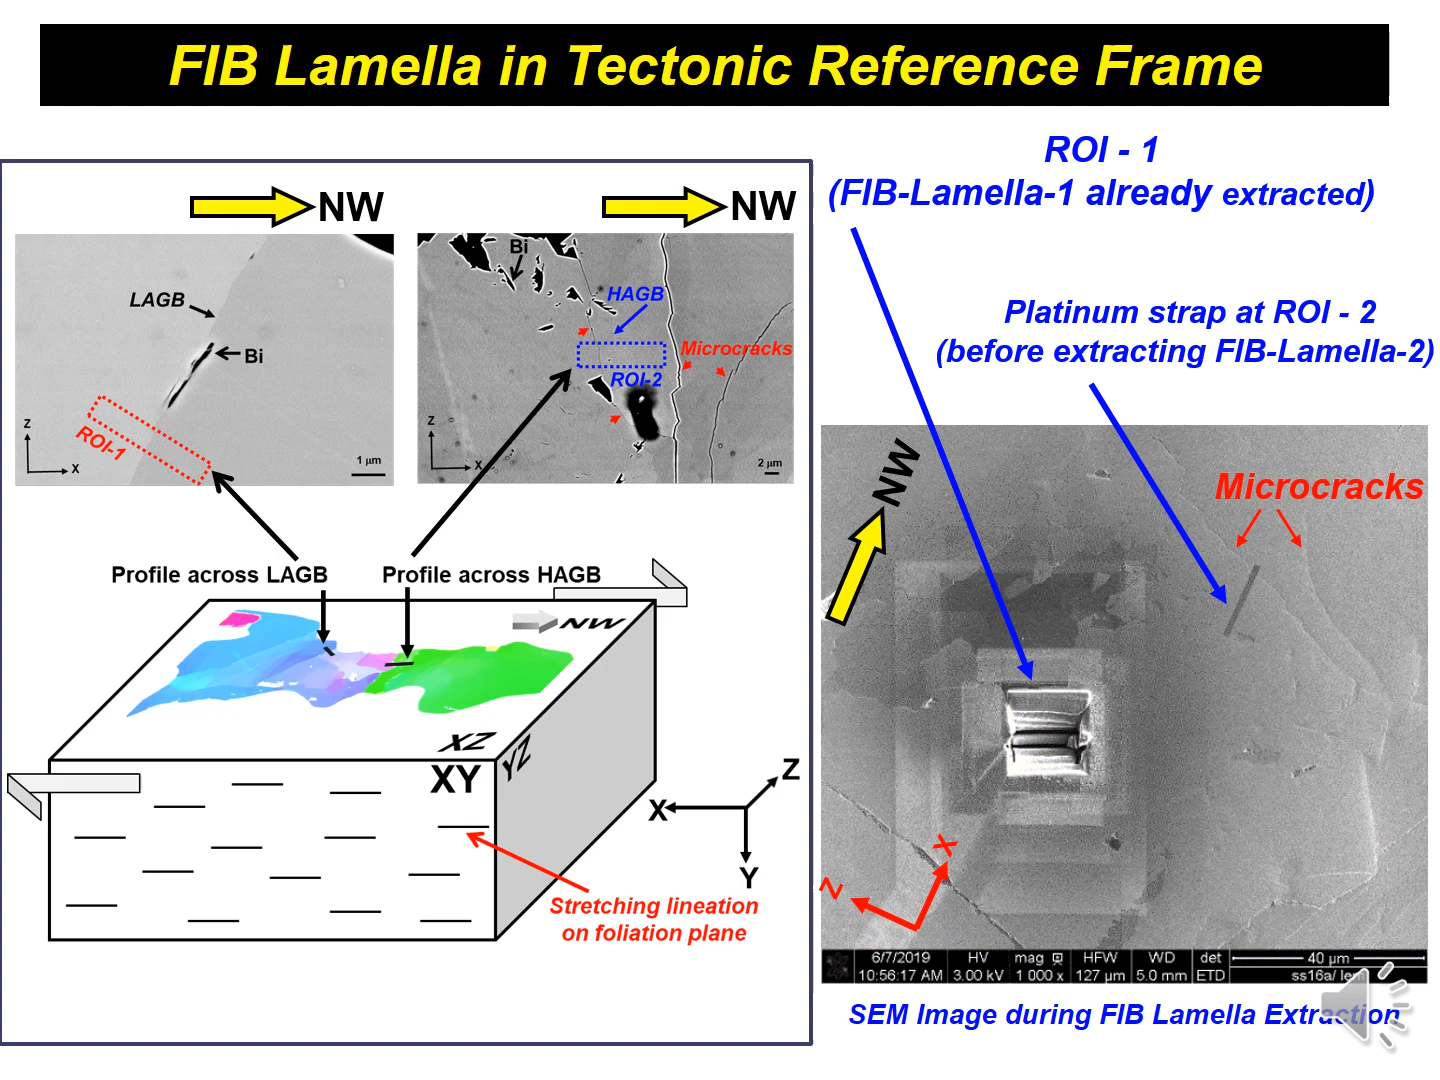 FIB Lamella in Tectonic Reference Frame
ROI - 1
(FIB-Lamella-1 already extracted)
NW
NW
LAGB
Bi
ROI-1
Z
X
1 µm
Bi
HAGB
Microcracks
ROI-2
Z
X
2 µm
Platinum strap at ROI - 2
(before extracting FIB-Lamella-2)
NW
Microcracks
Profile across LAGB
Profile across HAGB
NW
XZ
YZ
XY
X
Z
Y
Stretching lineation
on foliation plane
Z
X
6/7/2019 HV mag HFW WD det 40 µm
10:56:17 AM 3.00 kV 1 000 x 127 µm 5.0 mm ETD ss16a/
SEM Image during FIB Lamella Extraction